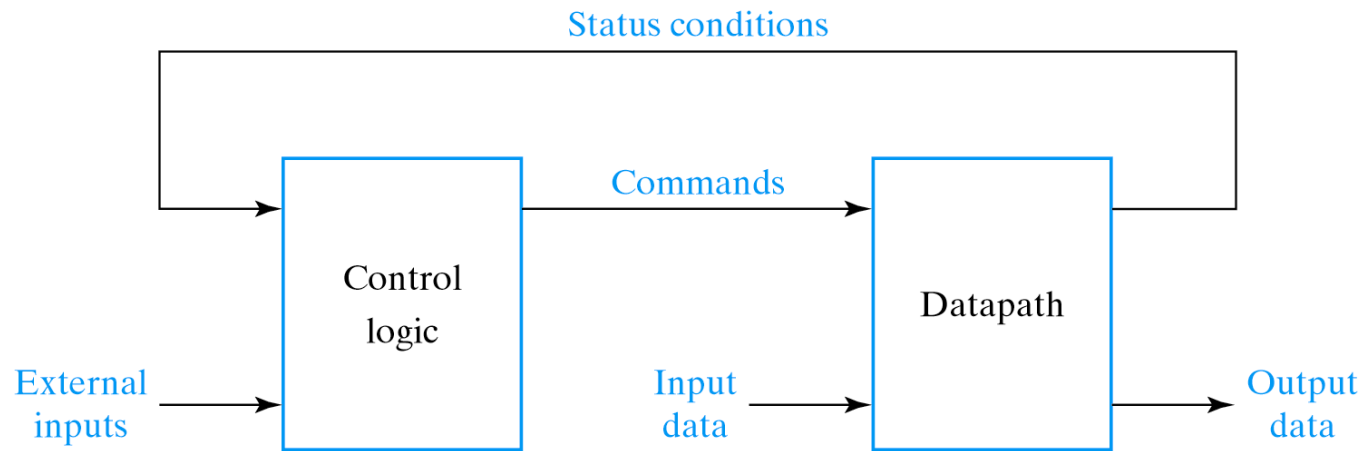 Status conditions
Commands
Control
logic
Datapath
External
inputs
Input
data
Output
data